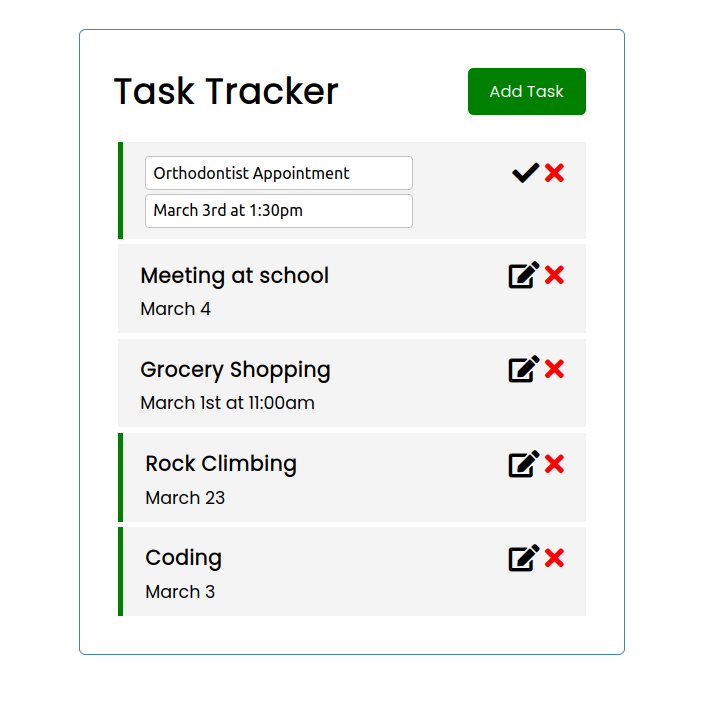 Task Tracker
Add Task
Orthodontist Appointment
March 3rd at 1:30pm
Meeting at school
March 4
Grocery Shopping
March 1st at 11:00am
Rock Climbing
March 23
Coding
March 3